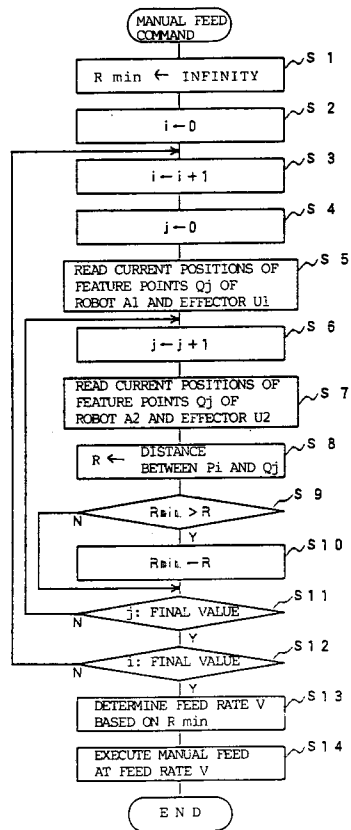 MANUAL FEED
COMMAND
S 1
R min ← INFINITY
S 2
i ← 0
S 3
i ← i + 1
S 4
j ← 0
S 5
READ CURRENT POSITIONS OF
FEATURE POINTS Qj OF
ROBOT A1 AND EFFECTOR U1
S 6
j ← j + 1
S 7
READ CURRENT POSITIONS OF
FEATURE POINTS Qj OF
ROBOT A2 AND EFFECTOR U2
S 8
R ← DISTANCE
BETWEEN Pi AND Qj
S 9
Rmin > R
N
Y
S 1 0
Rmin ← R
S 1 1
j: FINAL VALUE
N
Y
S 1 2
i: FINAL VALUE
N
Y
S 1 3
DETERMINE FEED RATE V
BASED ON R min
S 1 4
EXECUTE MANUAL FEED
AT FEED RATE V
E N D